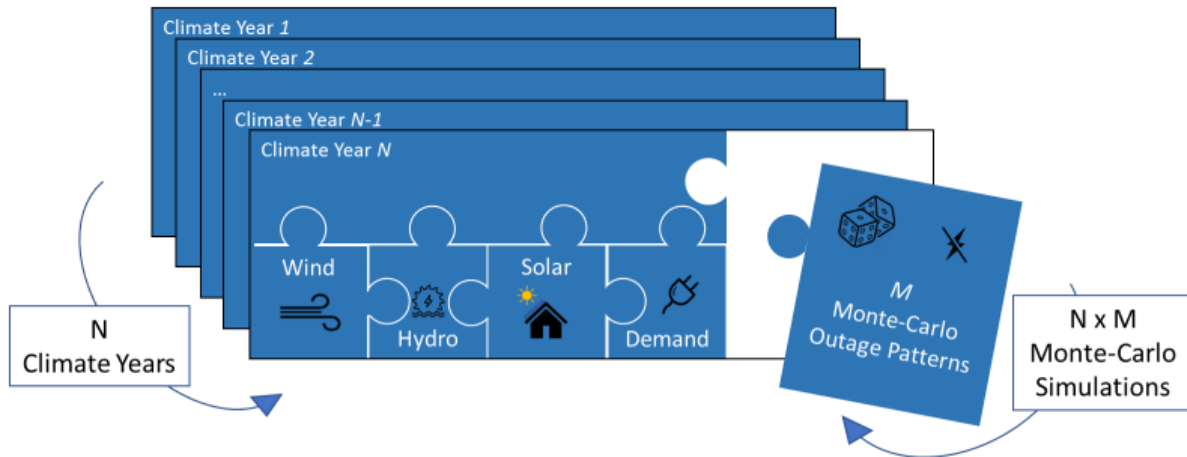 Climate Year 1
Climate Year 2
...
Climate Year N-1
Climate Year N
Wind
Hydro
Solar
Demand
M
Monte-Carlo
Outage Patterns
N
Climate Years
N x M
Monte-Carlo
Simulations